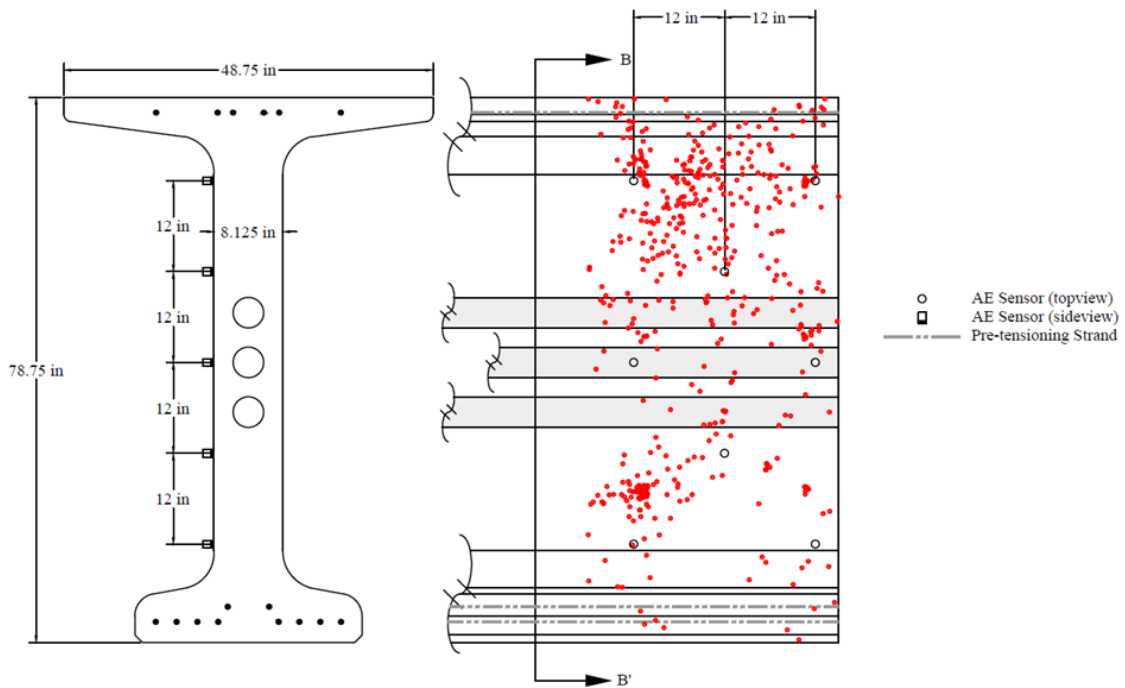 12 in
12 in
B
48.75 in
12 in
8.125 in
12 in
AE Sensor (topview)
AE Sensor (sideview)
Pre-tensioning Strand
78.75 in
12 in
12 in
B'